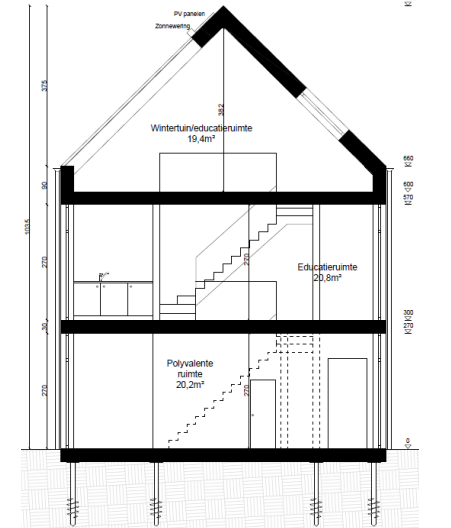 PV panelen
Zonnewering
375
382
Wintertuin/educatieruimte
19,4m²
660
90
600
570
1035
270
270
Educatieruimte
20,8m²
300
30
270
Polyvalente
ruimte
20,2m²
270
270
0